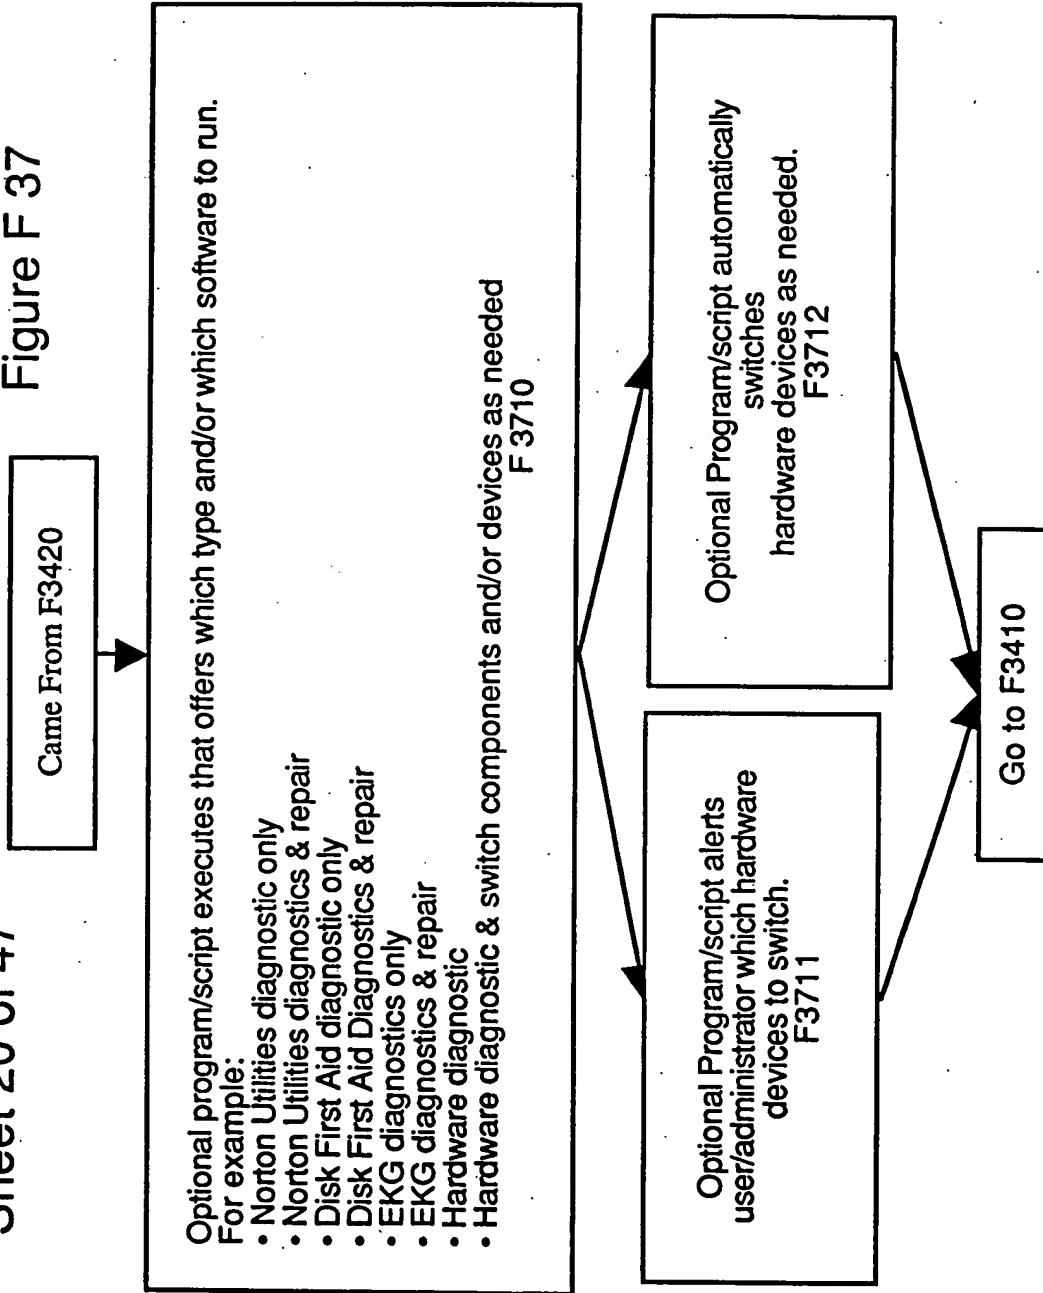 Sheet 20 of 47
Figure F 37
Came From F3420
Optional program/script executes that offers which type and/or which software to run.
For example:
• Norton Utilities diagnostic only
• Norton Utilities diagnostics & repair
• Disk First Aid diagnostic only
• Disk First Aid Diagnostics & repair
• EKG diagnostics only
• EKG diagnostics & repair
• Hardware diagnostic
• Hardware diagnostic & switch components and/or devices as needed
F 3710
Optional Program/script alerts
user/administrator which hardware
devices to switch.
F3711
Optional Program/script automatically
switches
hardware devices as needed.
F3712
Go to F3410